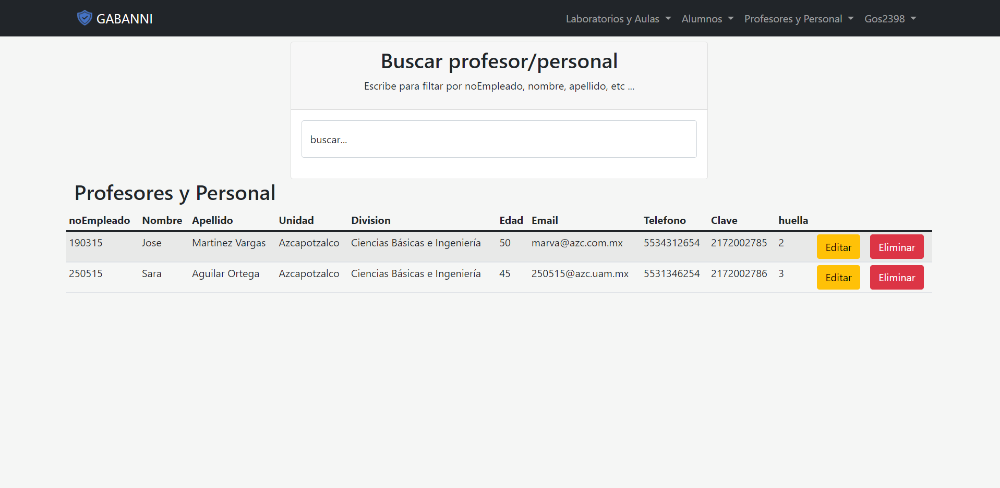 GABANNI Laboratorios y Aulas Alumnos Profesores y Personal Gos2398
Buscar profesor/personal
Escribe para filtar por noEmpleado, nombre, apellido, etc ...
buscar...
Profesores y Personal
noEmpleado Nombre Apellido Unidad Division Edad Email Telefono Clave huella
190315 Jose Martinez Vargas Azcapotzalco Ciencias Básicas e Ingeniería 50 marva@azc.com.mx 5534312654 2172002785 2 Editar Eliminar
250515 Sara Aguilar Ortega Azcapotzalco Ciencias Básicas e Ingeniería 45 250515@azc.uam.mx 5531346254 2172002786 3 Editar Eliminar